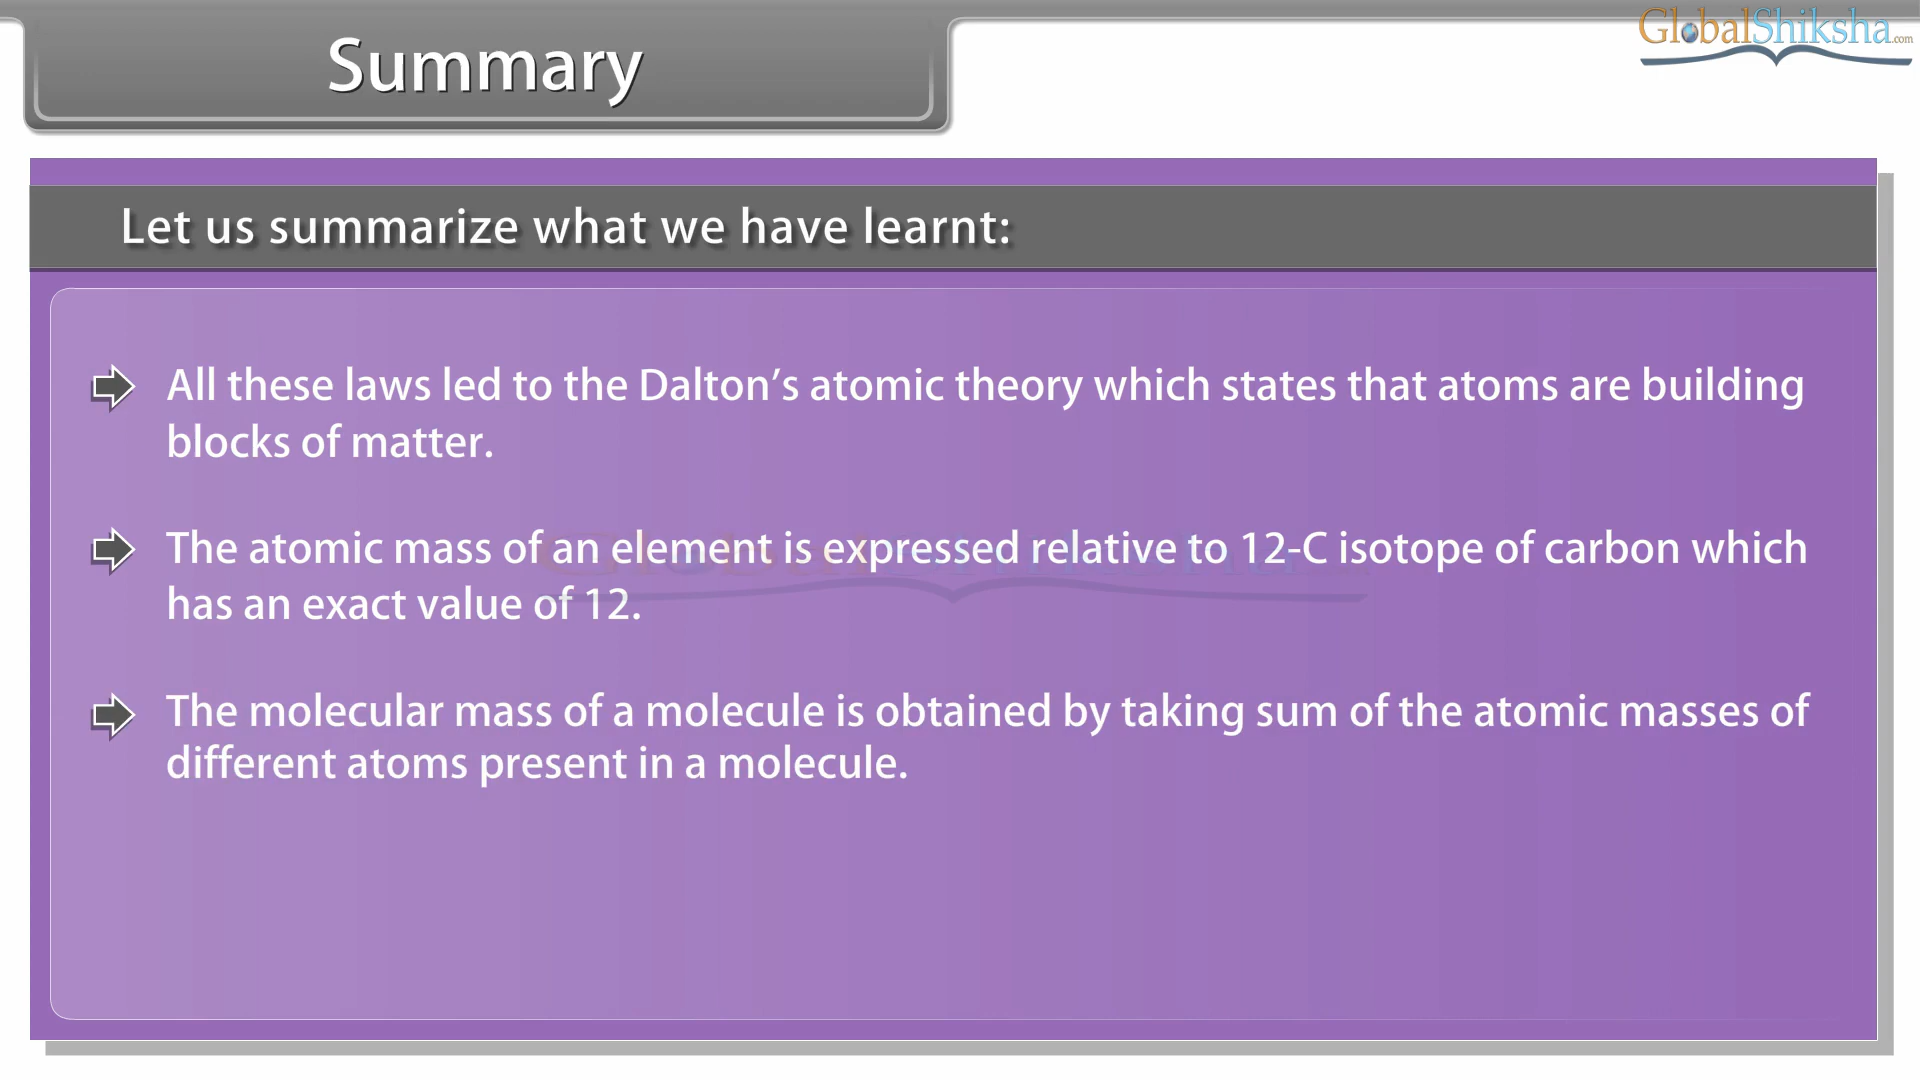 Summary
GlobalShiksha.com
Let us summarize what we have learnt:
All these laws led to the Dalton’s atomic theory which states that atoms are building
blocks of matter.
The atomic mass of an element is expressed relative to 12-C isotope of carbon which
has an exact value of 12.
The molecular mass of a molecule is obtained by taking sum of the atomic masses of
different atoms present in a molecule.